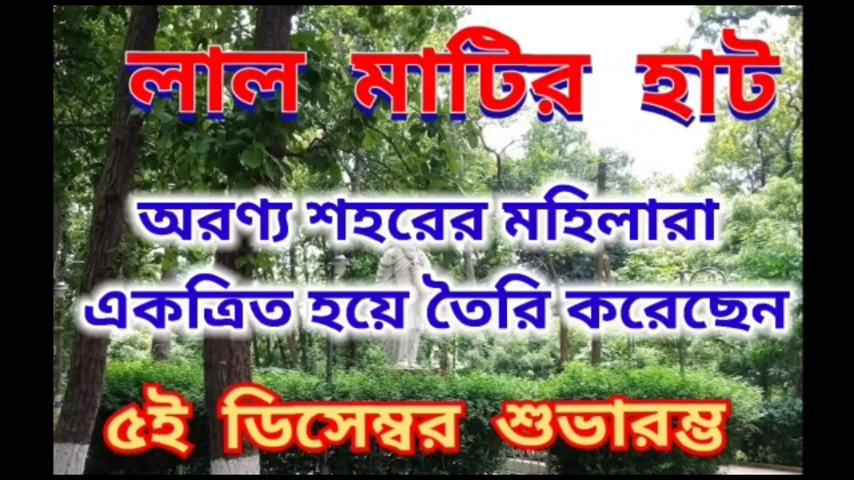 লাল মাটির হাট
অরণ্য শহরের মহিলারা
একত্রিত হয়ে তৈরি করেছেন
৫ই ডিসেম্বর শুভারম্ভ